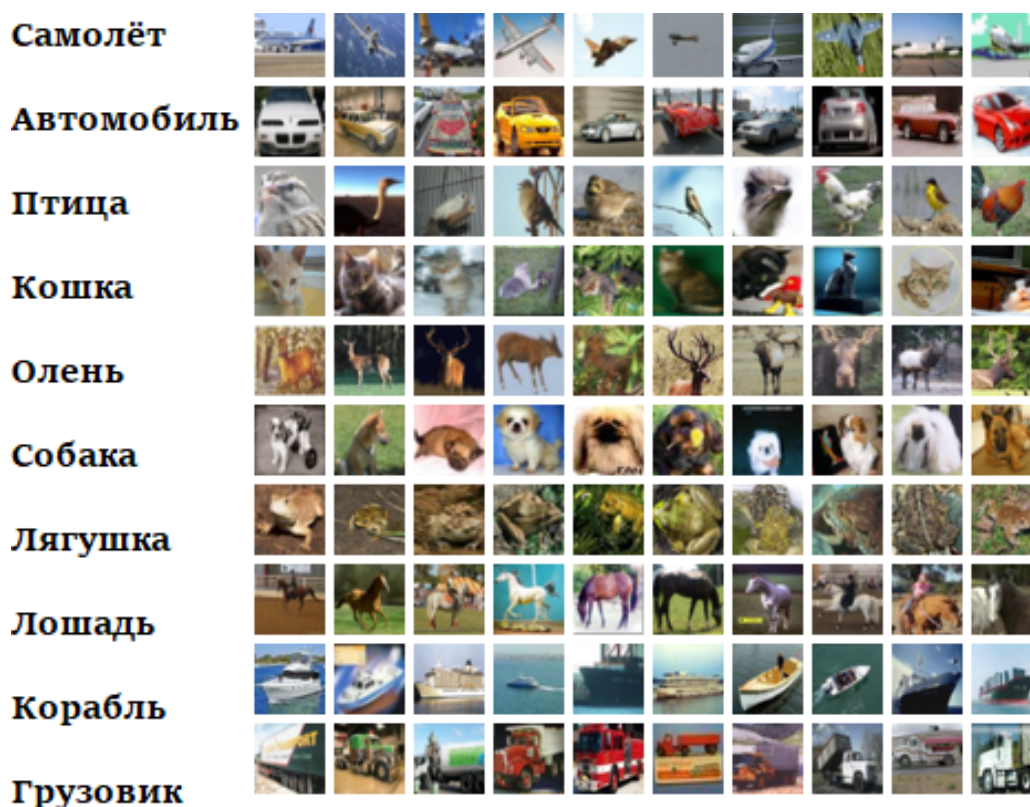 Самолёт
Автомобиль
Птица
Кошка
Олень
Собака
Лягушка
Лошадь
Корабль
Грузовик